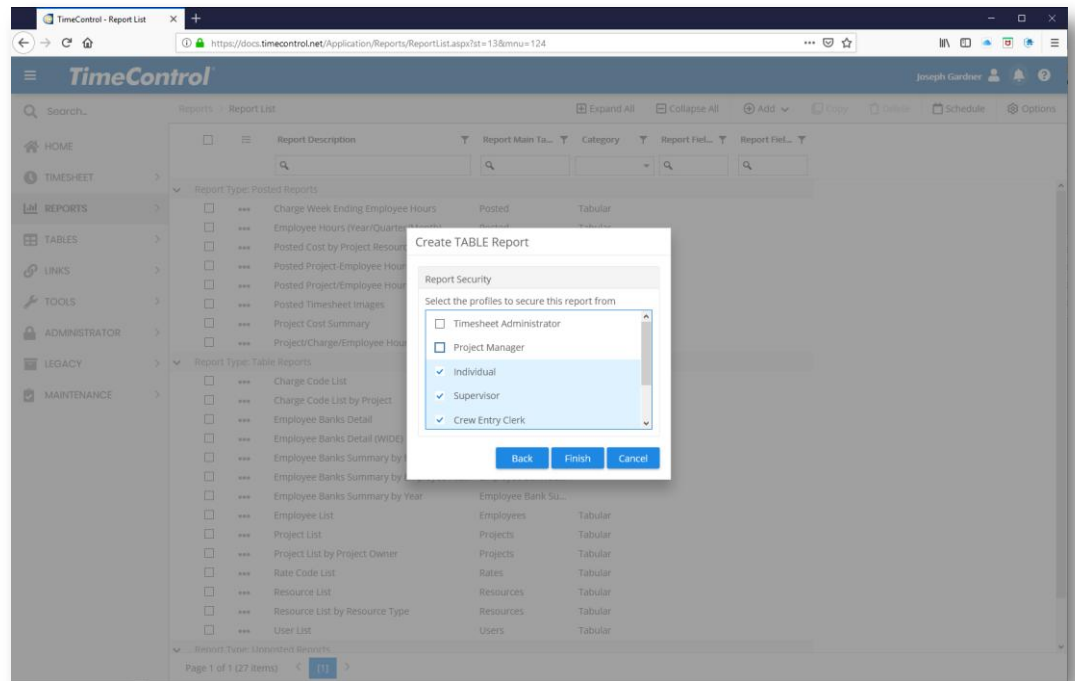 TimeControl - Report List
https://docs.timecontrol.net/Application/Reports/ReportList.aspx?st=13&mnu=124
TimeControl
Joseph Gardner
Search...
Reports > Report List
Expand All
Collapse All
Add
Copy
Delete
Schedule
Options
HOME
TIMESHEET
REPORTS
TABLES
LINKS
TOOLS
ADMINISTRATOR
LEGACY
MAINTENANCE
Report Description
Report Main Ta...
Category
Report Fiel...
Report Fiel...
Report Type: Posted Reports
Charge Week Ending Employee Hours Posted Tabular
Employee Hours (Year/Quarter/Month) Posted Tabular
Posted Cost by Project Resourc
Posted Project-Employee Hour
Posted Project/Employee Hour
Posted Timesheet Images
Project Cost Summary
Project/Charge/Employee Hour
Report Type: Table Reports
Charge Code List
Charge Code List by Project
Employee Banks Detail
Employee Banks Detail (WIDE)
Employee Banks Summary by
Employee Banks Summary by
Employee Banks Summary by Year Employee Bank Su...
Employee List Employees Tabular
Project List Projects Tabular
Project List by Project Owner Projects Tabular
Rate Code List Rates Tabular
Resource List Resources Tabular
Resource List by Resource Type Resources Tabular
User List Users Tabular
Report Type: Unposted Reports
Page 1 of 1 (27 items) [1]
Create TABLE Report
Report Security
Select the profiles to secure this report from
Timesheet Administrator
Project Manager
Individual
Supervisor
Crew Entry Clerk
Back
Finish
Cancel